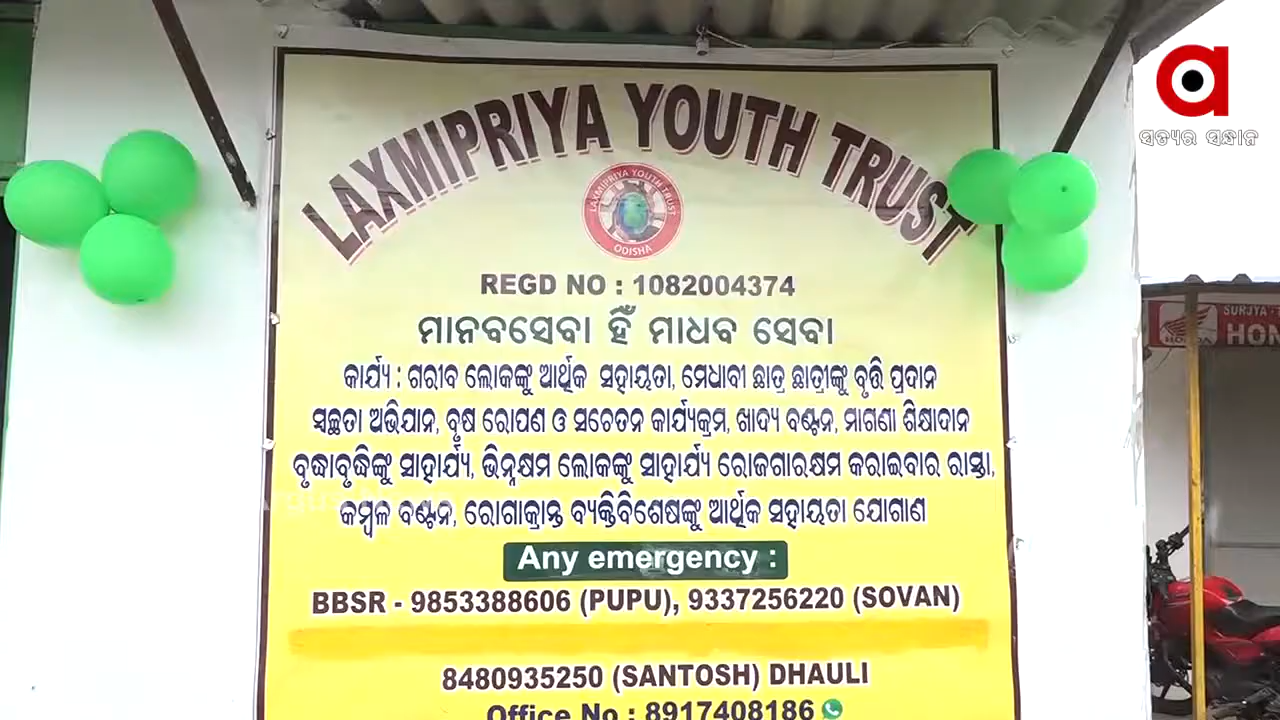 LAXMIPRIYA YOUTH TRUST
LAXMIPRIYA YOUTH TRUST
ODISHA
REGD NO : 1082004374
ମାନବସେବା ହିଁ ମାଧବ ସେବା
କାର୍ଯ୍ୟ : ଗରୀବ ଲୋକଙ୍କୁ ଆର୍ଥିକ ସହାୟତା, ମେଧାବୀ ଛାତ୍ର ଛାତ୍ରୀଙ୍କୁ ବୃତ୍ତି ପ୍ରଦାନ
ସଚ୍ଛତା ଅଭିଯାନ, ବୃଷ ରୋପଣ ଓ ସଚେତନ କାର୍ଯ୍ୟକ୍ରମ, ଖାଦ୍ୟ ବଣ୍ଟନ, ମାଗଣା ଶିକ୍ଷାଦାନ
ବୃଦ୍ଧାବୃଦ୍ଧିଙ୍କୁ ସାହାର୍ଯ୍ୟ, ଭିନ୍ନକ୍ଷମ ଲୋକଙ୍କୁ ସାହାର୍ଯ୍ୟ ରୋଜଗାରକ୍ଷମ କରାଇବାର ରାସ୍ତା,
କମ୍ବଳ ବଣ୍ଟନ, ରୋଗାକ୍ରାନ୍ତ ବ୍ୟକ୍ତିବିଶେଷଙ୍କୁ ଆର୍ଥିକ ସହାୟତା ଯୋଗାଣ
Any emergency :
BBSR - 9853388606 (PUPU), 9337256220 (SOVAN)
8480935250 (SANTOSH) DHAULI
Office No : 8917408186
ସତ୍ୟର ସନ୍ଧାନ
SURJYA
HONDA
HON